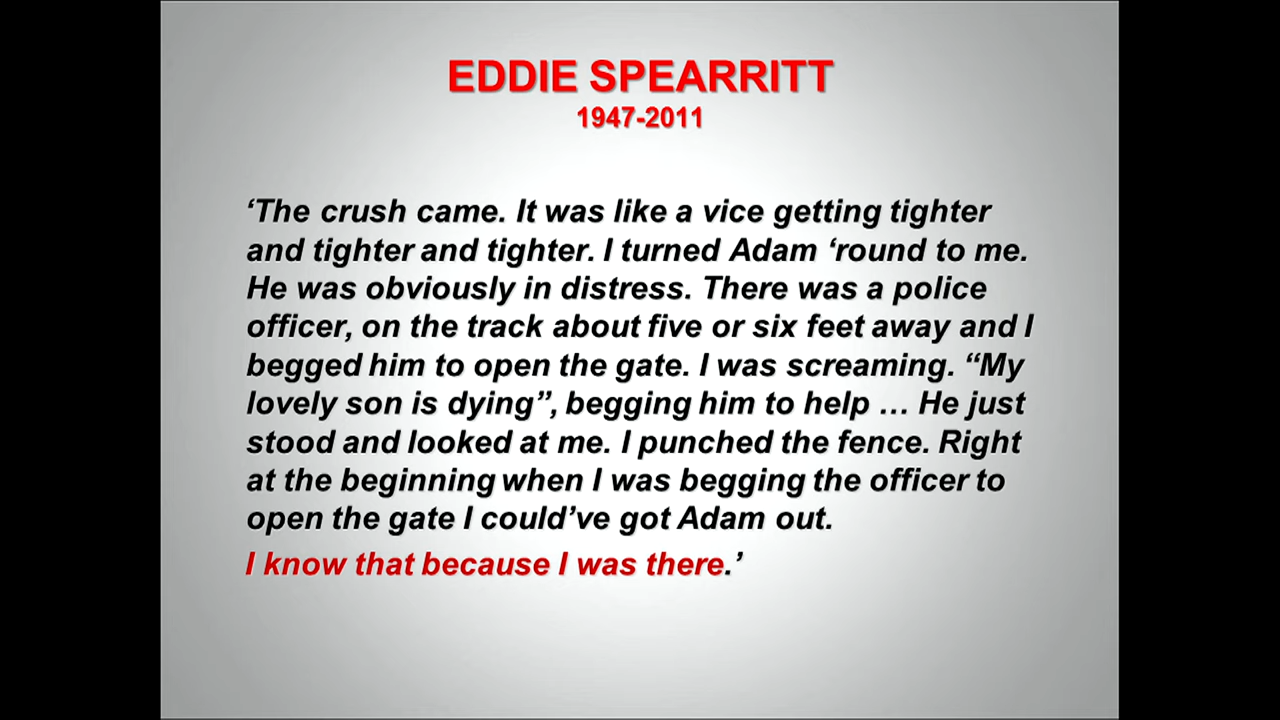 EDDIE SPEARRITT
1947-2011
‘The crush came. It was like a vice getting tighter
and tighter and tighter. I turned Adam ‘round to me.
He was obviously in distress. There was a police
officer, on the track about five or six feet away and I
begged him to open the gate. I was screaming. “My
lovely son is dying”, begging him to help … He just
stood and looked at me. I punched the fence. Right
at the beginning when I was begging the officer to
open the gate I could’ve got Adam out.
I know that because I was there.’